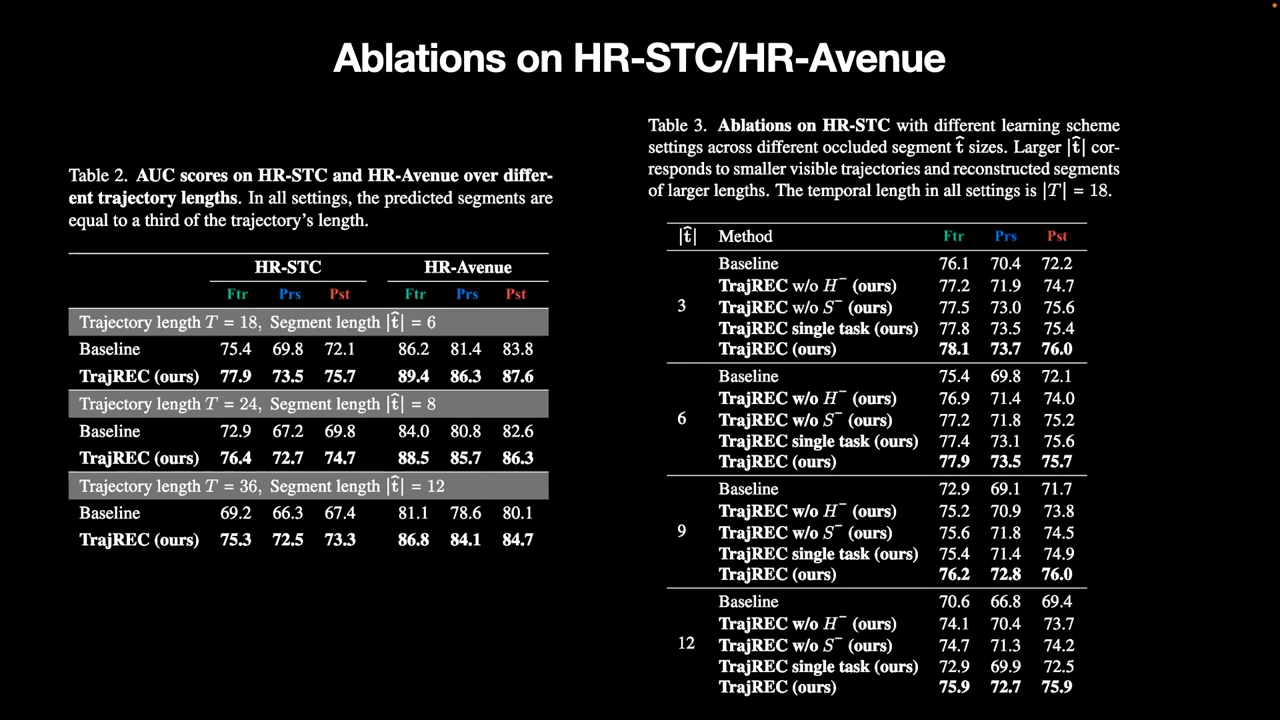 Ablations on HR-STC/HR-Avenue
Table 2. AUC scores on HR-STC and HR-Avenue over differ-
ent trajectory lengths. In all settings, the predicted segments are
equal to a third of the trajectory's length.
HR-STC HR-Avenue
Ftr Prs Pst Ftr Prs Pst
Trajectory length T = 18, Segment length |t̂| = 6
Baseline 75.4 69.8 72.1 86.2 81.4 83.8
TrajREC (ours) 77.9 73.5 75.7 89.4 86.3 87.6
Trajectory length T = 24, Segment length |t̂| = 8
Baseline 72.9 67.2 69.8 84.0 80.8 82.6
TrajREC (ours) 76.4 72.7 74.7 88.5 85.7 86.3
Trajectory length T = 36, Segment length |t̂| = 12
Baseline 69.2 66.3 67.4 81.1 78.6 80.1
TrajREC (ours) 75.3 72.5 73.3 86.8 84.1 84.7
Table 3. Ablations on HR-STC with different learning scheme
settings across different occluded segment t̂ sizes. Larger |t̂| cor-
responds to smaller visible trajectories and reconstructed segments
of larger lengths. The temporal length in all settings is |T| = 18.
|t̂| Method Ftr Prs Pst
Baseline 76.1 70.4 72.2
TrajREC w/o H⁻ (ours) 77.2 71.9 74.7
3 TrajREC w/o S⁻ (ours) 77.5 73.0 75.6
TrajREC single task (ours) 77.8 73.5 75.4
TrajREC (ours) 78.1 73.7 76.0
Baseline 75.4 69.8 72.1
TrajREC w/o H⁻ (ours) 76.9 71.4 74.0
6 TrajREC w/o S⁻ (ours) 77.2 71.8 75.2
TrajREC single task (ours) 77.4 73.1 75.6
TrajREC (ours) 77.9 73.5 75.7
Baseline 72.9 69.1 71.7
TrajREC w/o H⁻ (ours) 75.2 70.9 73.8
9 TrajREC w/o S⁻ (ours) 75.6 71.8 74.5
TrajREC single task (ours) 75.4 71.4 74.9
TrajREC (ours) 76.2 72.8 76.0
Baseline 70.6 66.8 69.4
TrajREC w/o H⁻ (ours) 74.1 70.4 73.7
12 TrajREC w/o S⁻ (ours) 74.7 71.3 74.2
TrajREC single task (ours) 72.9 69.9 72.5
TrajREC (ours) 75.9 72.7 75.9